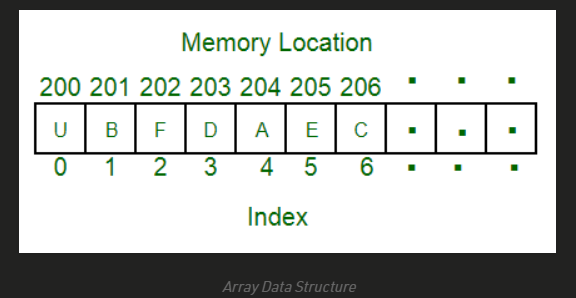 Memory Location
200 201 202 203 204 205 206
U B F D A E C
0 1 2 3 4 5 6
Index
Array Data Structure